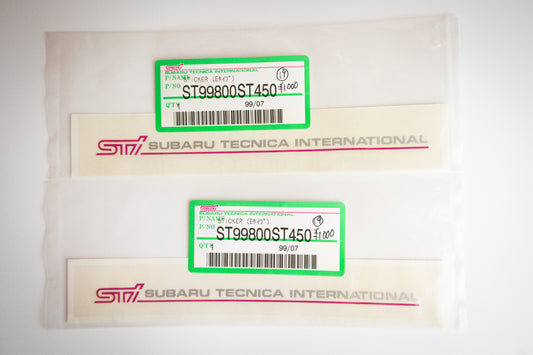 STI
SUBARU TECNICA INTERNATIONAL
P/NAME STICKER (Eタイプ)
P/NO ST99800ST450 ¥1000
QTY 1
99/07
STI SUBARU TECNICA INTERNATIONAL
STI
SUBARU TECNICA INTERNATIONAL
P/NAME STICKER (Eタイプ)
P/NO ST99800ST450 ¥1000
QTY 1
99/07
STI SUBARU TECNICA INTERNATIONAL